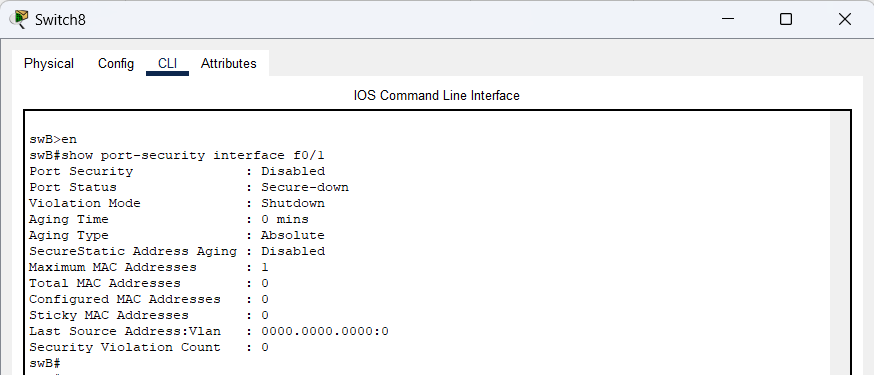 Switch8
Physical Config CLI Attributes
IOS Command Line Interface
swB>en
swB#show port-security interface f0/1
Port Security : Disabled
Port Status : Secure-down
Violation Mode : Shutdown
Aging Time : 0 mins
Aging Type : Absolute
SecureStatic Address Aging : Disabled
Maximum MAC Addresses : 1
Total MAC Addresses : 0
Configured MAC Addresses : 0
Sticky MAC Addresses : 0
Last Source Address:Vlan : 0000.0000.0000:0
Security Violation Count : 0
swB#